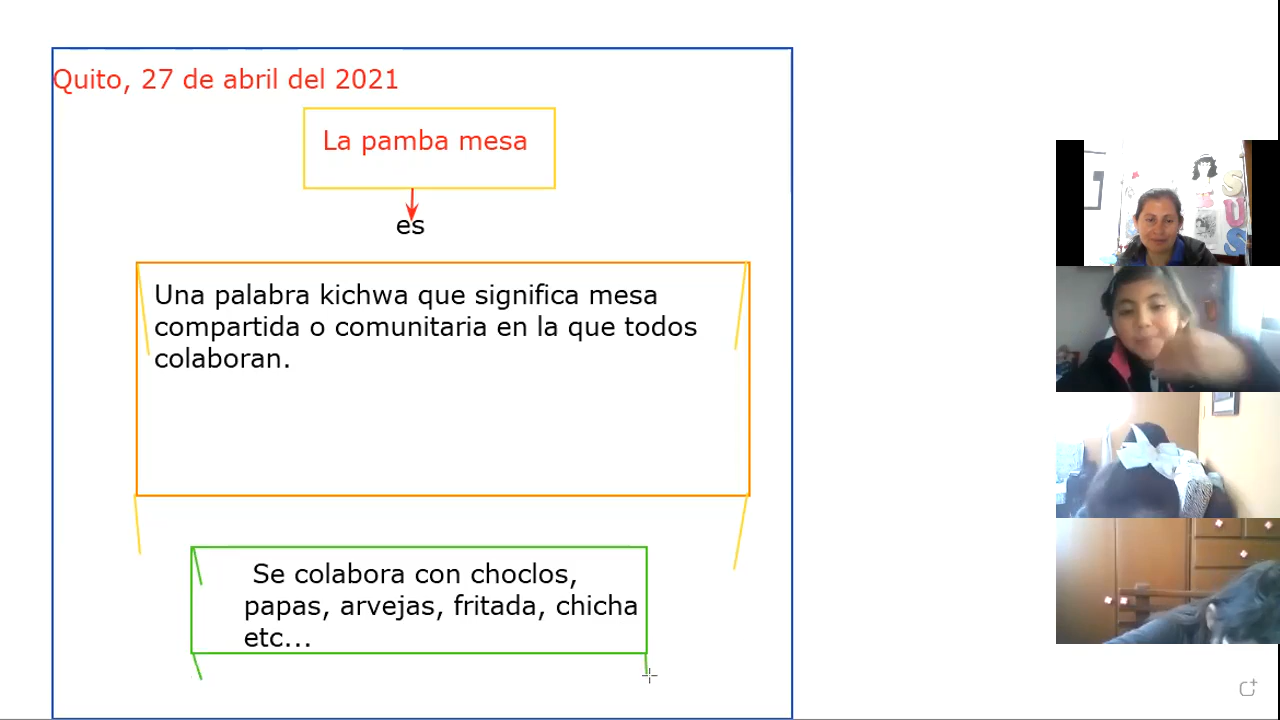 Quito, 27 de abril del 2021
La pamba mesa
es
Una palabra kichwa que significa mesa
compartida o comunitaria en la que todos
colaboran.
Se colabora con choclos,
papas, arvejas, fritada, chicha
etc...
SUS